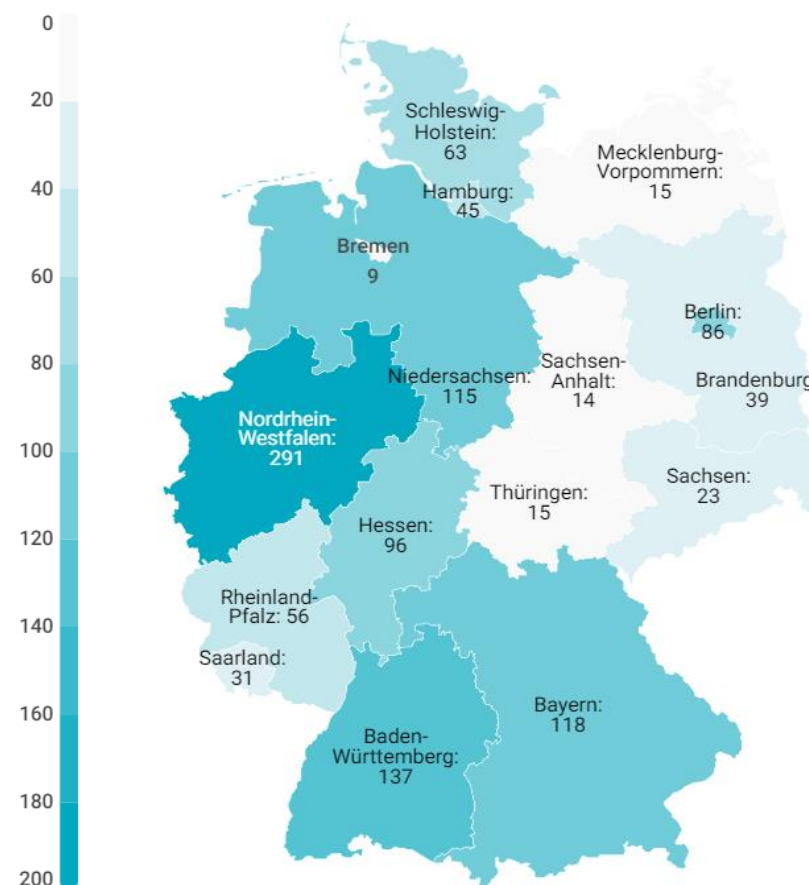 0
20
40
60
80
100
120
140
160
180
200
Schleswig-
Holstein:
63
Mecklenburg-
Vorpommern:
15
Hamburg:
45
Bremen
9
Berlin:
86
Niedersachsen:
115
Sachsen-
Anhalt:
14
Brandenburg
39
Nordrhein-
Westfalen:
291
Sachsen:
23
Thüringen:
15
Hessen:
96
Rheinland-
Pfalz: 56
Saarland:
31
Bayern:
118
Baden-
Württemberg:
137